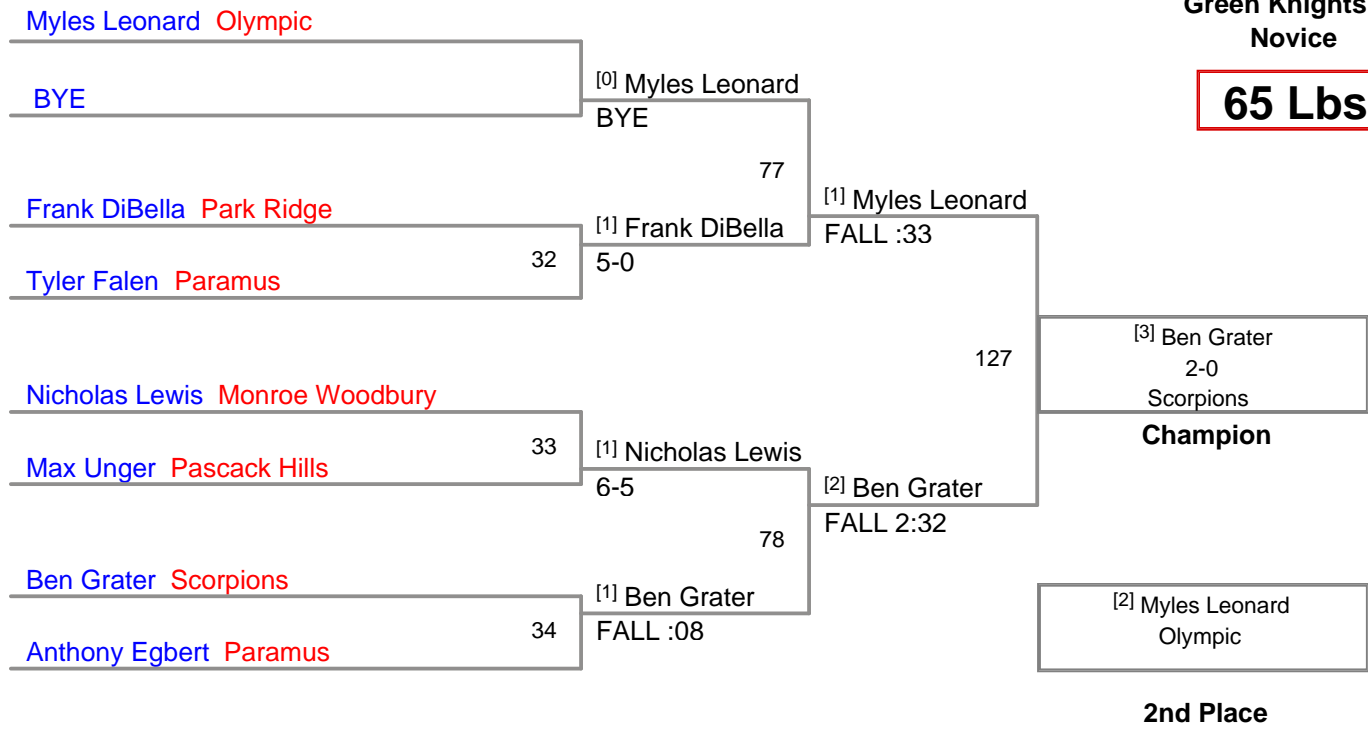 Green Knights
Novice
65 Lbs
Myles Leonard Olympic
BYE
[0] Myles Leonard
BYE
77
Frank DiBella Park Ridge
Tyler Falen Paramus
32
[1] Frank DiBella
5-0
[1] Myles Leonard
FALL :33
127
Nicholas Lewis Monroe Woodbury
Max Unger Pascack Hills
33
[1] Nicholas Lewis
6-5
78
[2] Ben Grater
FALL 2:32
Ben Grater Scorpions
Anthony Egbert Paramus
34
[1] Ben Grater
FALL :08
[3] Ben Grater
2-0
Scorpions
Champion
[2] Myles Leonard
Olympic
2nd Place